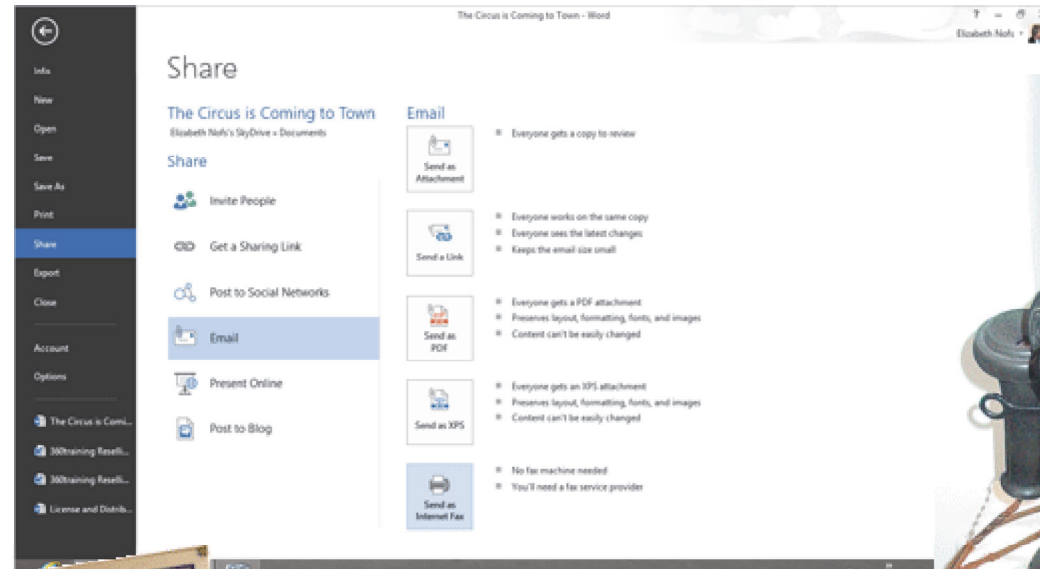 The Circus is Coming to Town - Word
?
Elizabeth Nofs
Info
New
Open
Save
Save As
Print
Share
Export
Close
Account
Options
The Circus is Comi...
360training Reselli...
360training Reselli...
License and Distrib...
Share
The Circus is Coming to Town
Elizabeth Nofs's SkyDrive » Documents
Share
Invite People
Get a Sharing Link
Post to Social Networks
Email
Present Online
Post to Blog
Email
Send as
Attachment
Everyone gets a copy to review
Send a Link
Everyone works on the same copy
Everyone sees the latest changes
Keeps the email size small
Send as
PDF
Everyone gets a PDF attachment
Preserves layout, formatting, fonts, and images
Content can't be easily changed
Send as XPS
Everyone gets an XPS attachment
Preserves layout, formatting, fonts, and images
Content can't be easily changed
Send as
Internet Fax
No fax machine needed
You'll need a fax service provider